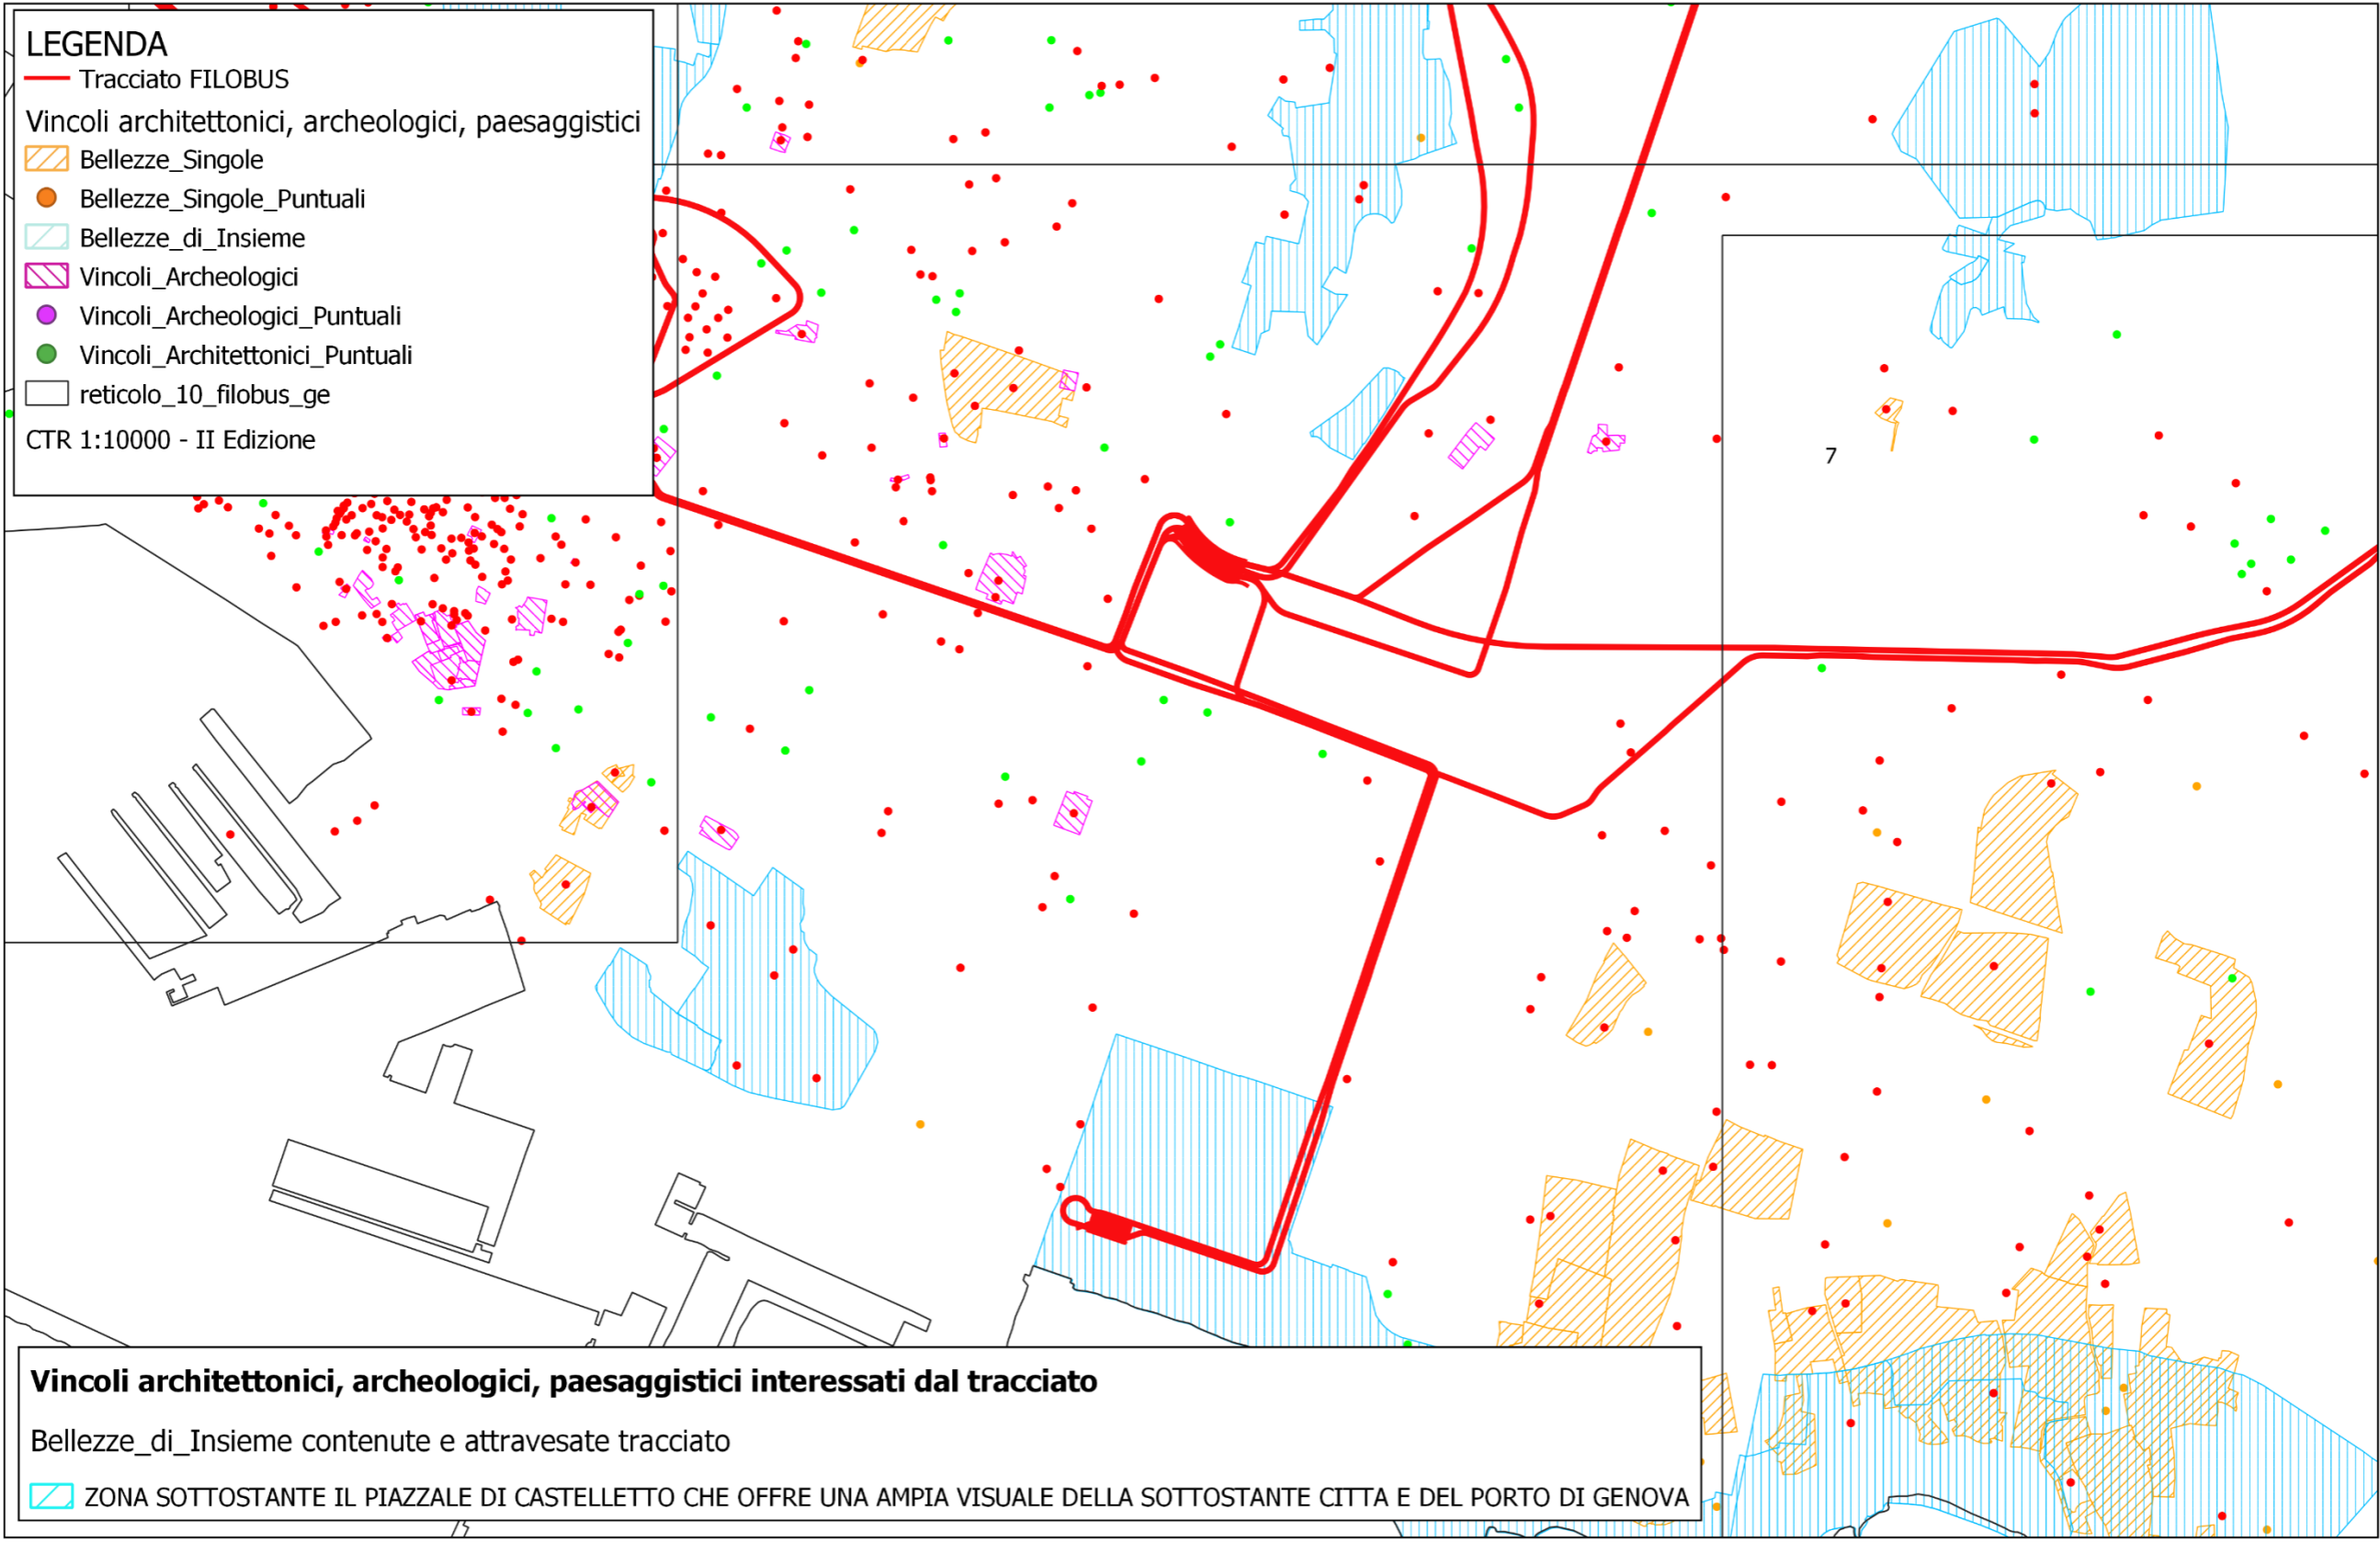 LEGENDA
Tracciato FILOBUS
Vincoli architettonici, archeologici, paesaggistici
Bellezze_Singole
Bellezze_Singole_Puntuali
Bellezze_di_Insieme
Vincoli_Archeologici
Vincoli_Archeologici_Puntuali
Vincoli_Architettonici_Puntuali
reticolo_10_filobus_ge
CTR 1:10000 - II Edizione
7
Vincoli architettonici, archeologici, paesaggistici interessati dal tracciato
Bellezze_di_Insieme contenute e attravesate tracciato
ZONA SOTTOSTANTE IL PIAZZALE DI CASTELLETTO CHE OFFRE UNA AMPIA VISUALE DELLA SOTTOSTANTE CITTA E DEL PORTO DI GENOVA